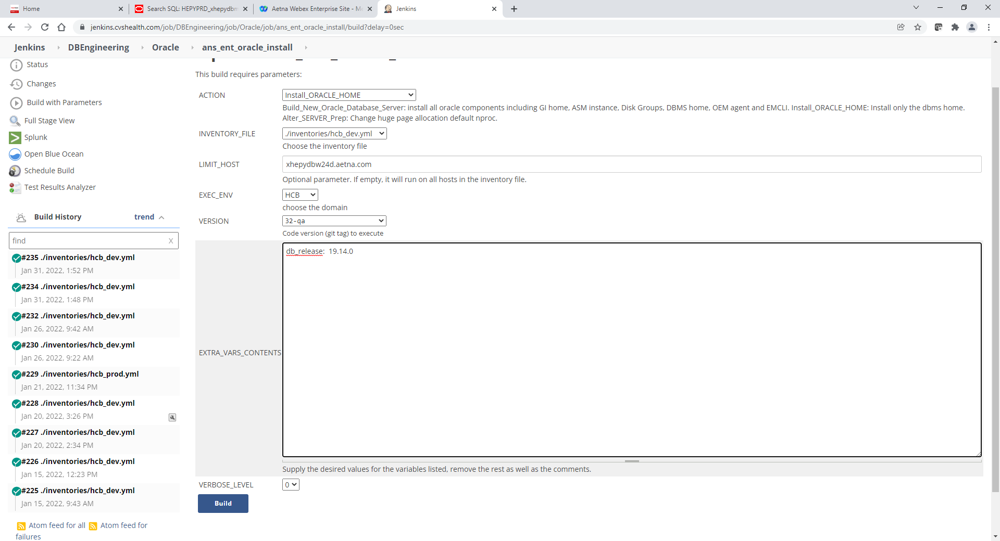 Home
Search SQL: HEPYPRD_xhepydbm
Aetna Webex Enterprise Site - M
Jenkins
jenkins.cvshealth.com/job/DBEngineering/job/Oracle/job/ans_ent_oracle_install/build?delay=0sec
Jenkins DBEngineering Oracle ans_ent_oracle_install
Status
Changes
Build with Parameters
Full Stage View
Splunk
Open Blue Ocean
Schedule Build
Test Results Analyzer
Build History trend
find X
#235 ./inventories/hcb_dev.yml
Jan 31, 2022, 1:52 PM
#234 ./inventories/hcb_dev.yml
Jan 31, 2022, 1:48 PM
#232 ./inventories/hcb_dev.yml
Jan 26, 2022, 9:42 AM
#230 ./inventories/hcb_dev.yml
Jan 26, 2022, 9:22 AM
#229 ./inventories/hcb_prod.yml
Jan 21, 2022, 11:34 PM
#228 ./inventories/hcb_dev.yml
Jan 20, 2022, 3:26 PM
#227 ./inventories/hcb_dev.yml
Jan 20, 2022, 2:34 PM
#226 ./inventories/hcb_dev.yml
Jan 15, 2022, 12:23 PM
#225 ./inventories/hcb_dev.yml
Jan 15, 2022, 9:43 AM
Atom feed for all Atom feed for
failures
This build requires parameters:
ACTION
Install_ORACLE_HOME
Build_New_Oracle_Database_Server: install all oracle components including GI home, ASM instance, Disk Groups, DBMS home, OEM agent and EMCLI. Install_ORACLE_HOME: Install only the dbms home.
Alter_SERVER_Prep: Change huge page allocation default nproc.
INVENTORY_FILE
./inventories/hcb_dev.yml
Choose the inventory file
LIMIT_HOST
xhepydbw24d.aetna.com
Optional parameter. If empty, it will run on all hosts in the inventory file.
EXEC_ENV
HCB
choose the domain
VERSION
32-qa
Code version (git tag) to execute
EXTRA_VARS_CONTENTS
db_release: 19.14.0
Supply the desired values for the variables listed, remove the rest as well as the comments.
VERBOSE_LEVEL
0
Build